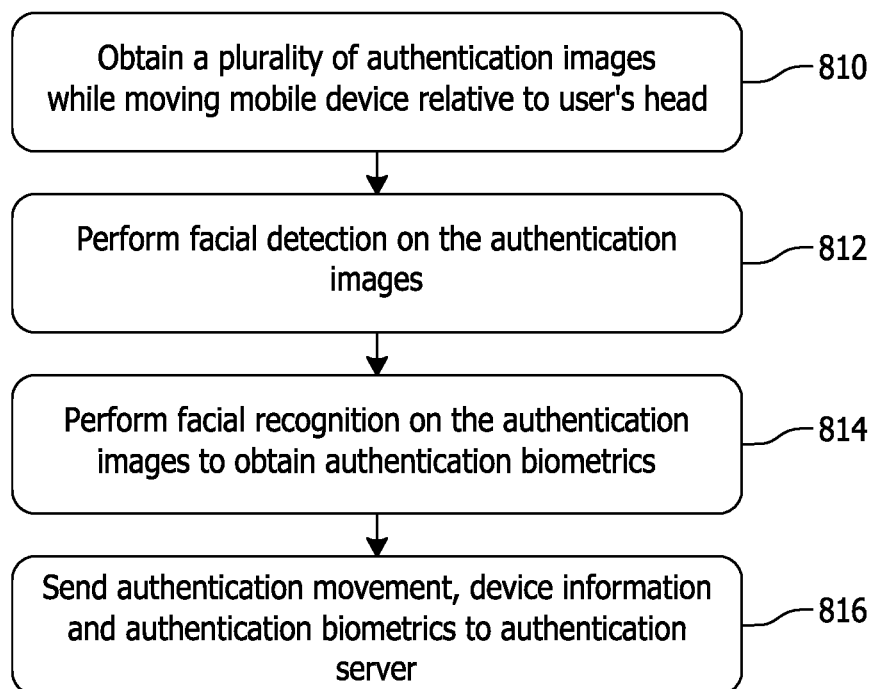 Obtain a plurality of authentication images
while moving mobile device relative to user's head
810
Perform facial detection on the authentication
images
812
Perform facial recognition on the authentication
images to obtain authentication biometrics
814
Send authentication movement, device information
and authentication biometrics to authentication
server
816